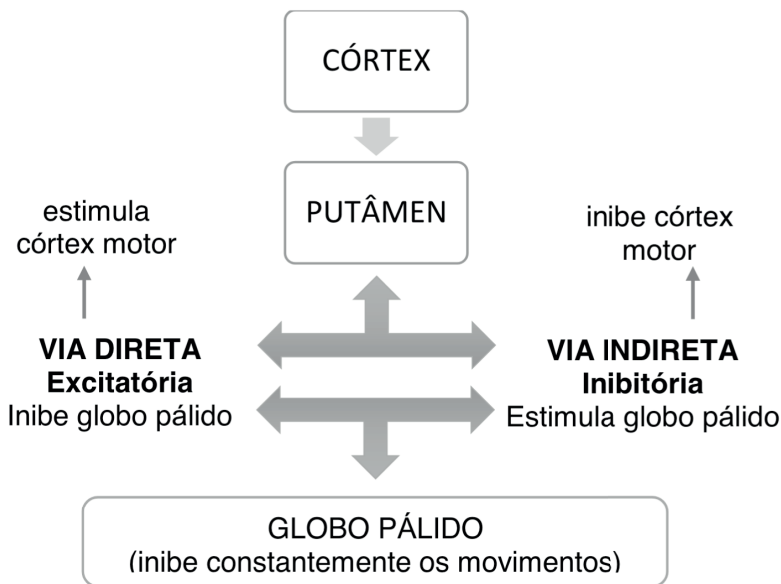 CÓRTEX
PUTÂMEN
estimula
córtex motor
inibe córtex
motor
VIA DIRETA
Excitatória
Inibe globo pálido
VIA INDIRETA
Inibitória
Estimula globo pálido
GLOBO PÁLIDO
(inibe constantemente os movimentos)